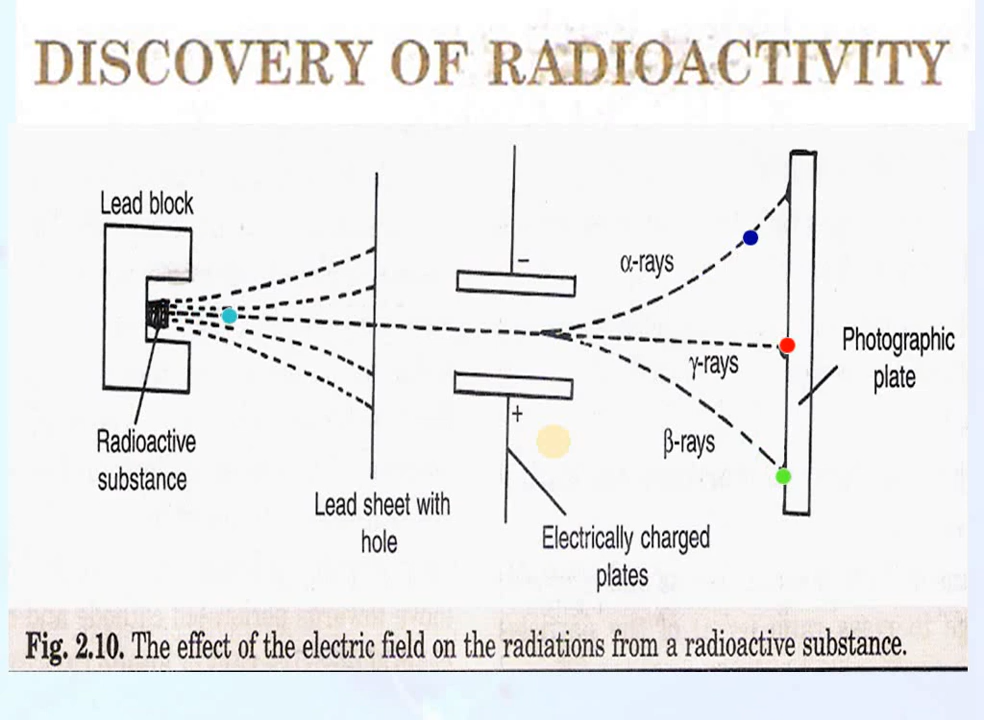 DISCOVERY OF RADIOACTIVITY
Lead block
−
α-rays
Photographic
plate
γ-rays
+
β-rays
Radioactive
substance
Lead sheet with
hole
Electrically charged
plates
Fig. 2.10. The effect of the electric field on the radiations from a radioactive substance.